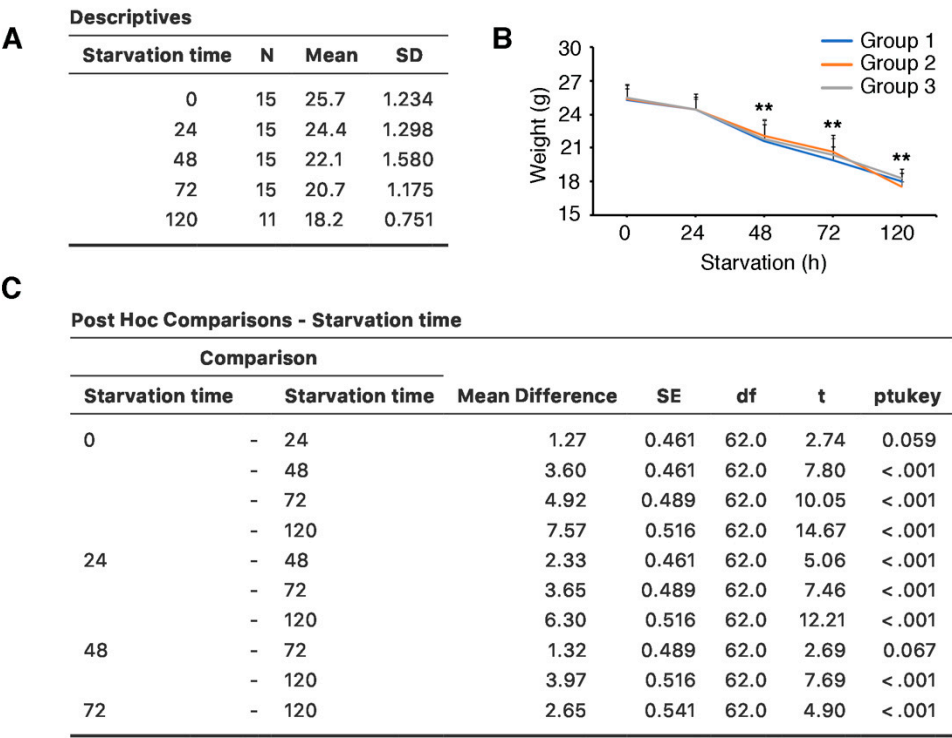 A
Descriptives
Starvation time N Mean SD
0 15 25.7 1.234
24 15 24.4 1.298
48 15 22.1 1.580
72 15 20.7 1.175
120 11 18.2 0.751
B
Group 1
Group 2
Group 3
Weight (g)
30
27
24
21
18
15
**
**
**
0 24 48 72 120
Starvation (h)
C
Post Hoc Comparisons - Starvation time
Comparison
Starvation time Starvation time Mean Difference SE df t ptukey
0 - 24 1.27 0.461 62.0 2.74 0.059
- 48 3.60 0.461 62.0 7.80 < .001
- 72 4.92 0.489 62.0 10.05 < .001
- 120 7.57 0.516 62.0 14.67 < .001
24 - 48 2.33 0.461 62.0 5.06 < .001
- 72 3.65 0.489 62.0 7.46 < .001
- 120 6.30 0.516 62.0 12.21 < .001
48 - 72 1.32 0.489 62.0 2.69 0.067
- 120 3.97 0.516 62.0 7.69 < .001
72 - 120 2.65 0.541 62.0 4.90 < .001